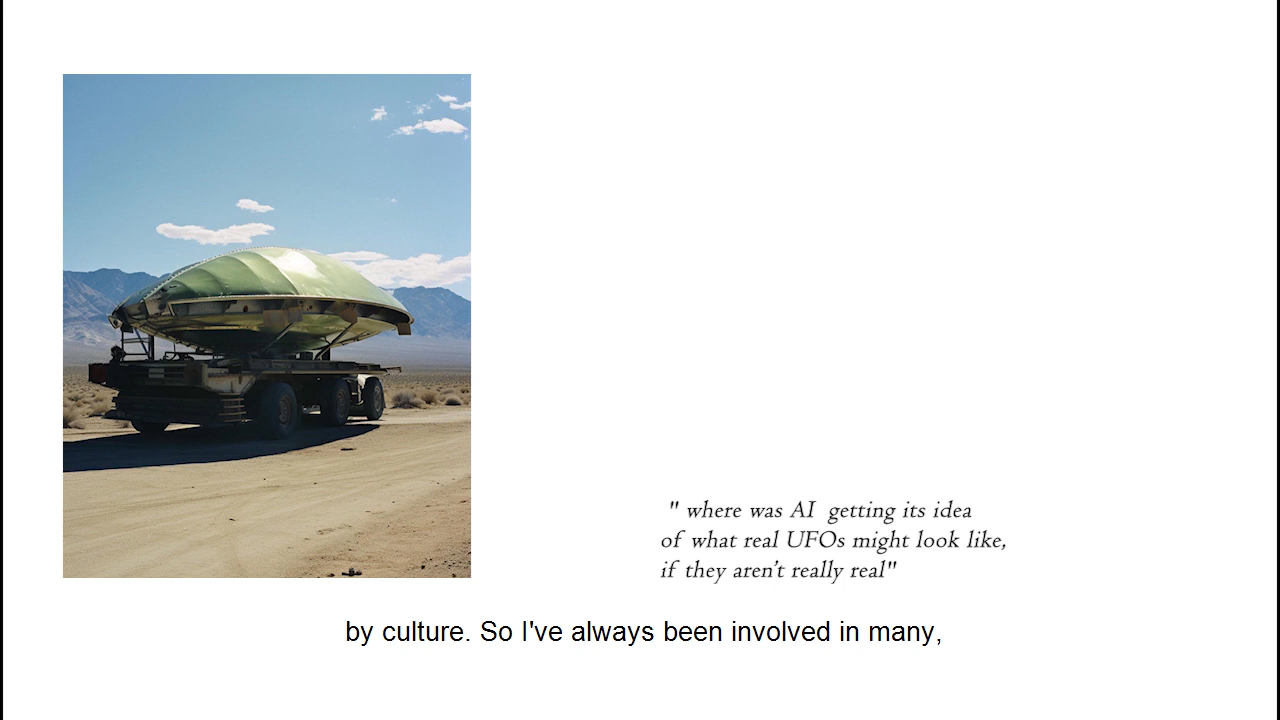 " where was AI getting its idea
of what real UFOs might look like,
if they aren't really real"
by culture. So I've always been involved in many,